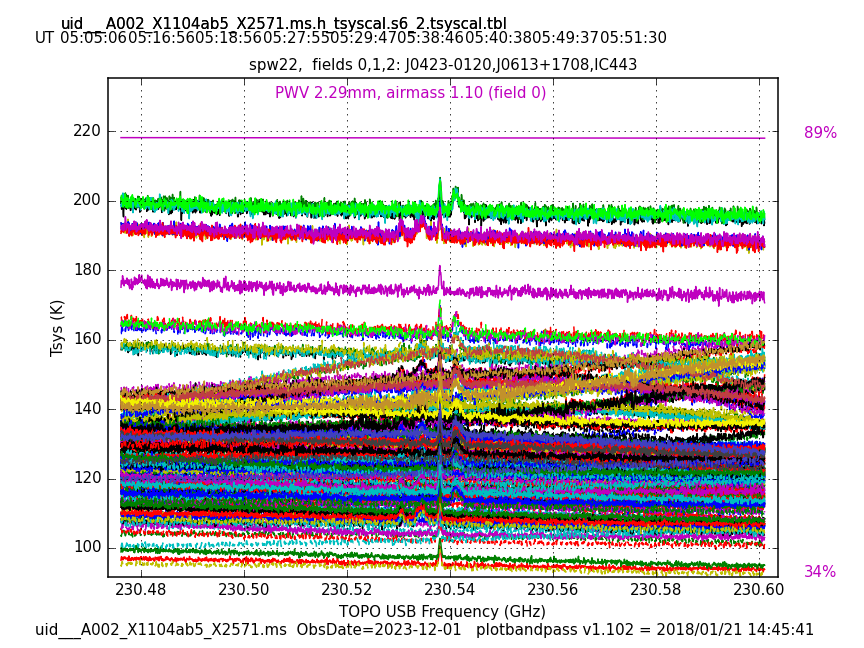 uid___A002_X1104ab5_X2571.ms.h_tsyscal.s6_2.tsyscal.tbl
UT 05:05:06 05:16:56 05:18:56 05:27:55 05:29:47 05:38:46 05:40:38 05:49:37 05:51:30
spw22, fields 0,1,2: J0423-0120,J0613+1708,IC443
PWV 2.29mm, airmass 1.10 (field 0)
89%
220
200
180
160
140
120
100
Tsys (K)
34%
230.48 230.50 230.52 230.54 230.56 230.58 230.60
TOPO USB Frequency (GHz)
uid___A002_X1104ab5_X2571.ms ObsDate=2023-12-01 plotbandpass v1.102 = 2018/01/21 14:45:41